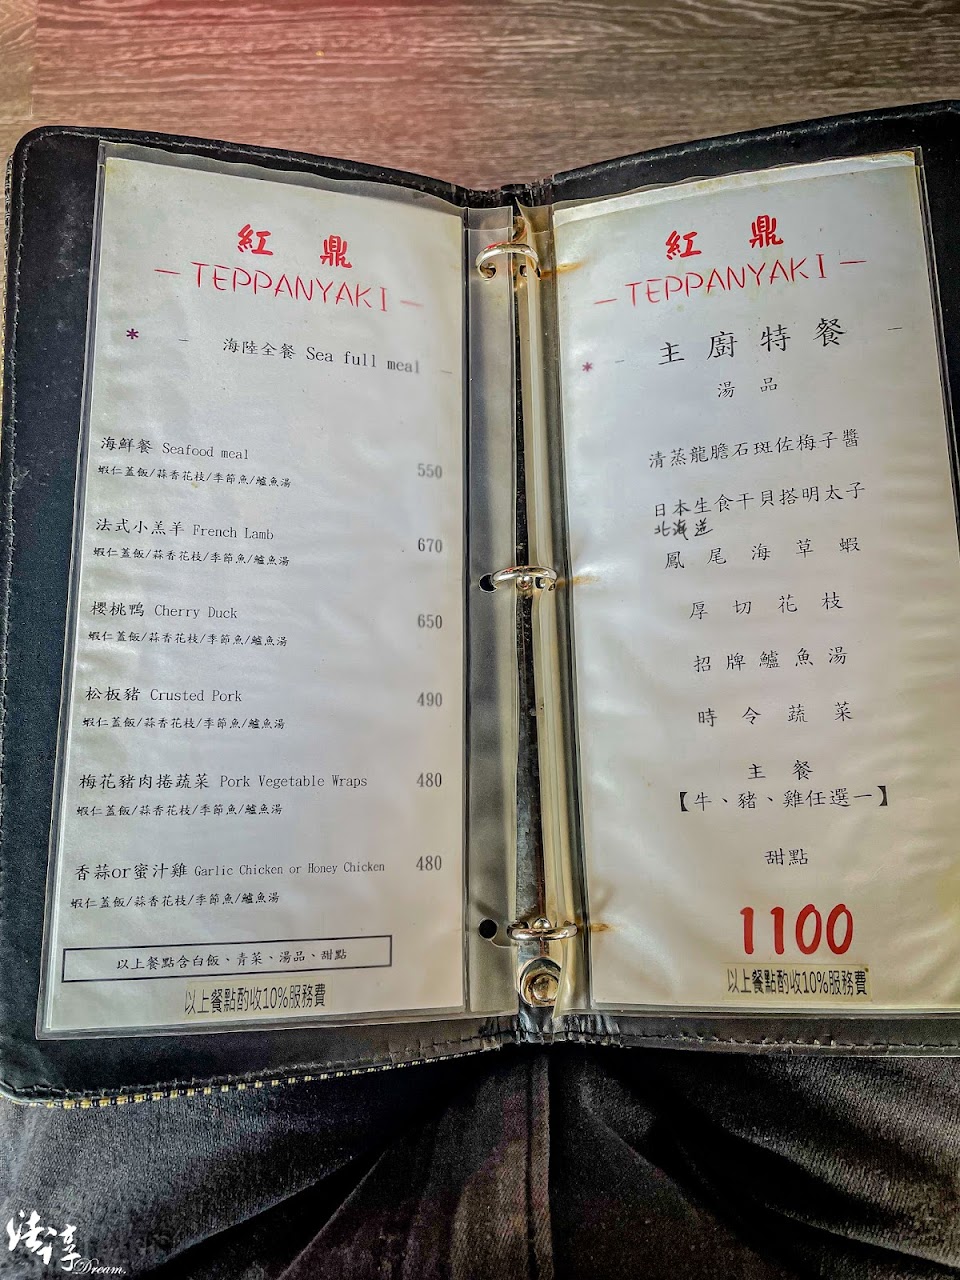 紅鼎
TEPPANYAKI
* - 海陸全餐 Sea full meal -
海鮮餐 Seafood meal 550
蝦仁蓋飯/蒜香花枝/季節魚/鱸魚湯
法式小羔羊 French Lamb 670
蝦仁蓋飯/蒜香花枝/季節魚/鱸魚湯
櫻桃鴨 Cherry Duck 650
蝦仁蓋飯/蒜香花枝/季節魚/鱸魚湯
松板豬 Crusted Pork 490
蝦仁蓋飯/蒜香花枝/季節魚/鱸魚湯
梅花豬肉捲蔬菜 Pork Vegetable Wraps 480
蝦仁蓋飯/蒜香花枝/季節魚/鱸魚湯
香蒜or蜜汁雞 Garlic Chicken or Honey Chicken 480
蝦仁蓋飯/蒜香花枝/季節魚/鱸魚湯
以上餐點含白飯、青菜、湯品、甜點
以上餐點酌收10%服務費
紅鼎
TEPPANYAKI
* - 主廚特餐 -
湯品
清蒸龍膽石斑佐梅子醬
日本生食干貝搭明太子
北海道
鳳尾海草蝦
厚切花枝
招牌鱸魚湯
時令蔬菜
主餐
【牛、豬、雞任選一】
甜點
1100
以上餐點酌收10%服務費
Dream.